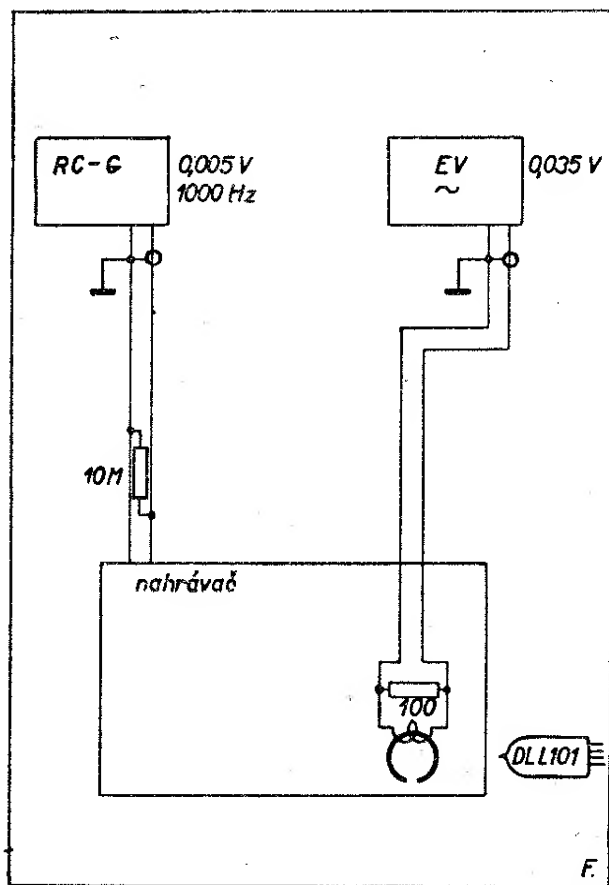 RC-G
0,005 V
1000 Hz
EV
~
0,035 V
10M
nahrávač
100
DLL101
F.